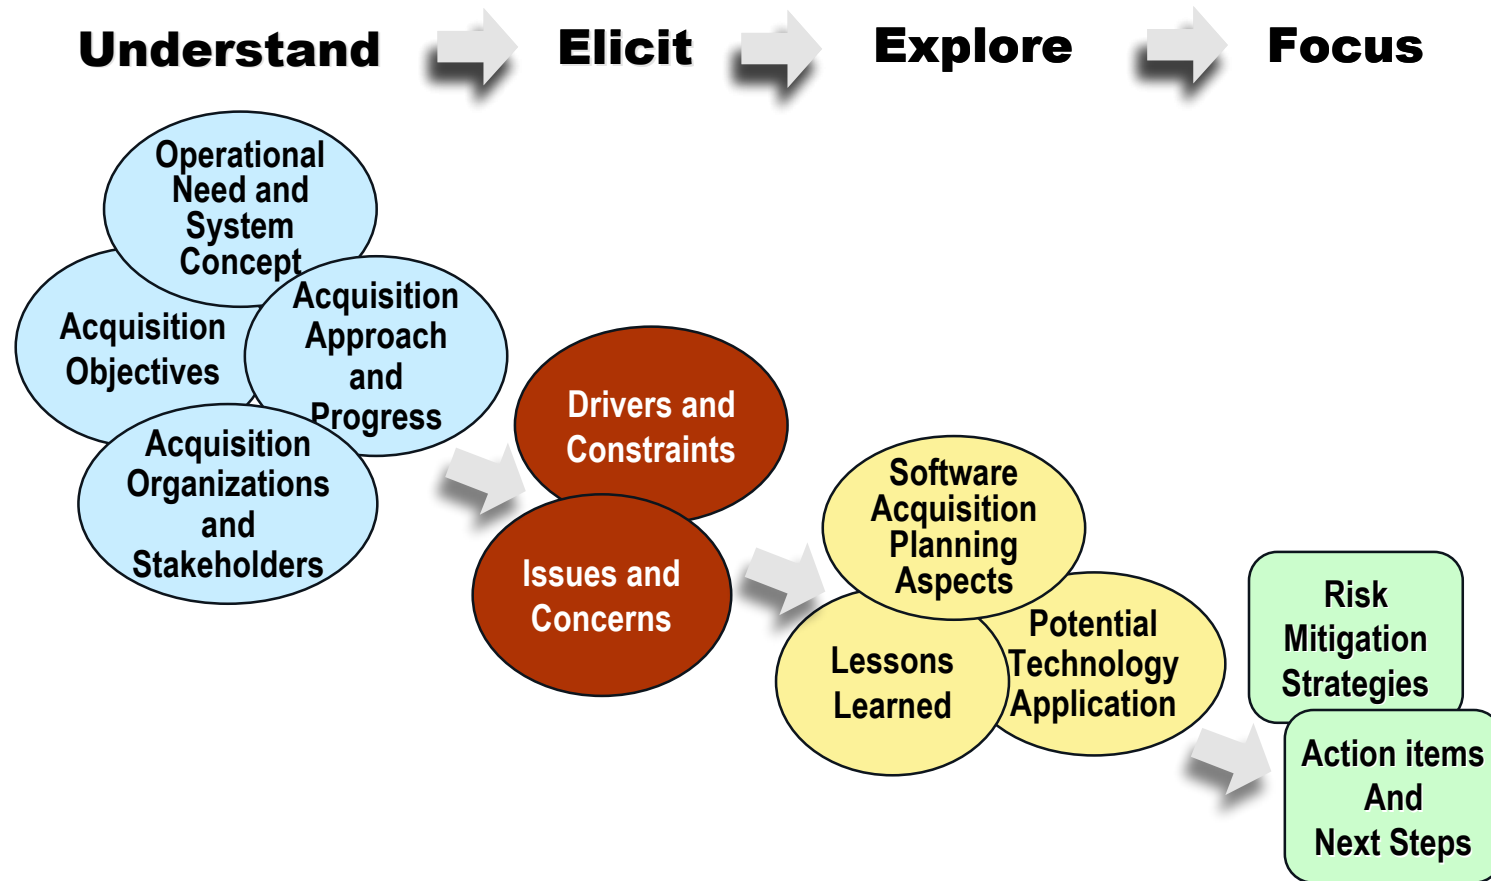 Understand
Elicit
Explore
Focus
Operational
Need and
System
Concept
Acquisition
Objectives
Acquisition
Approach
and
Progress
Acquisition
Organizations
and
Stakeholders
Drivers and
Constraints
Issues and
Concerns
Software
Acquisition
Planning
Aspects
Lessons
Learned
Potential
Technology
Application
Risk
Mitigation
Strategies
Action items
And
Next Steps